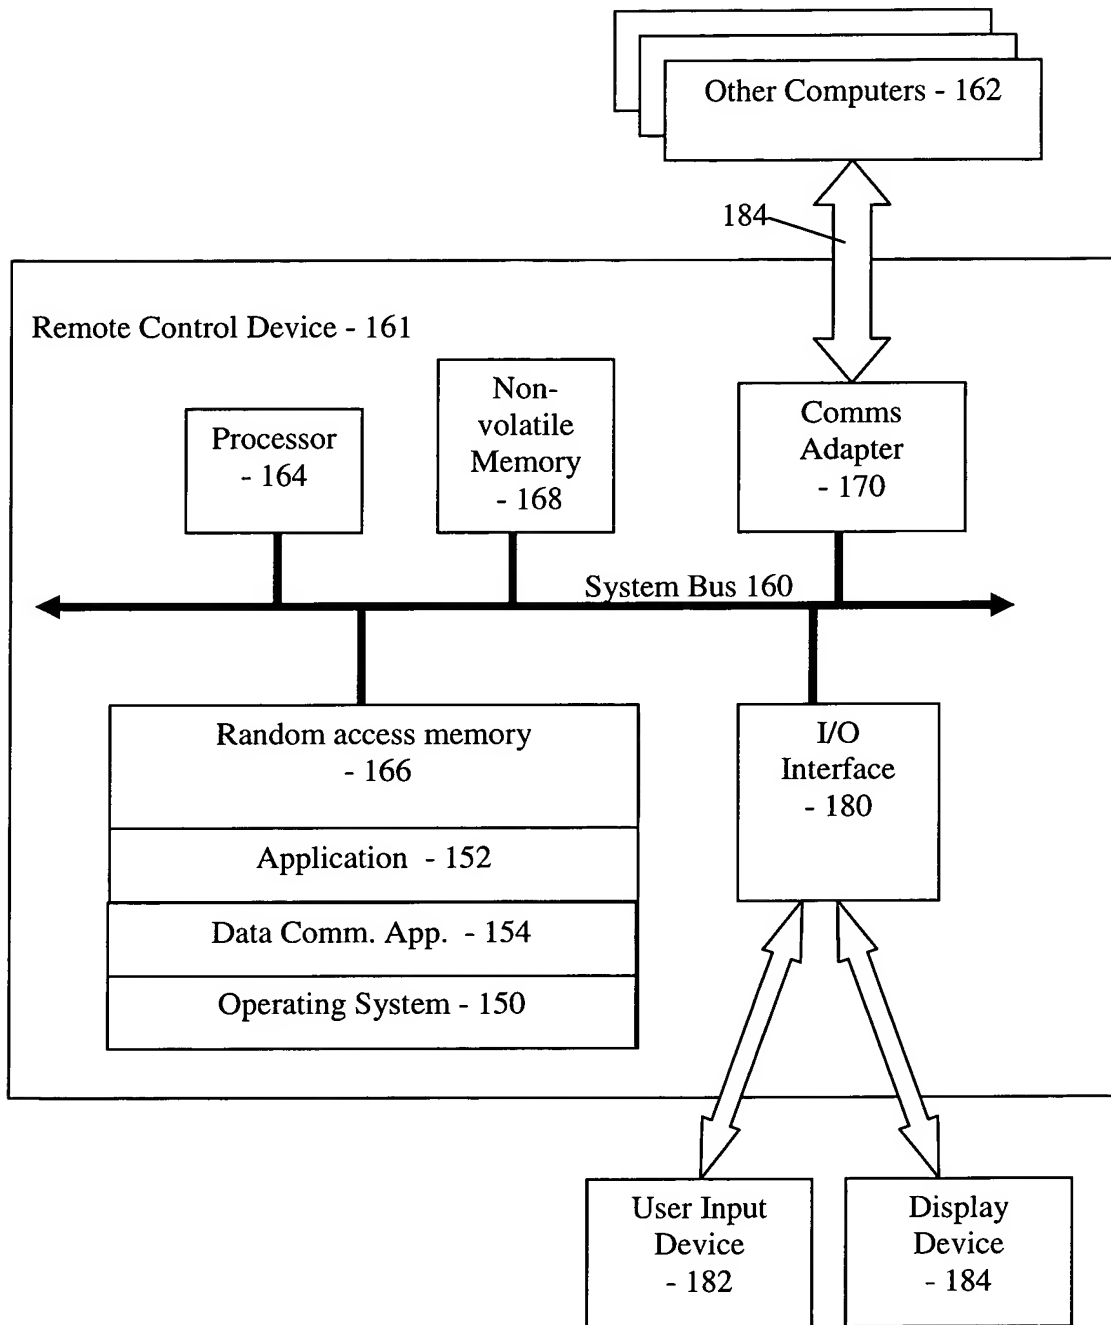 Other Computers - 162
184
Remote Control Device - 161
Processor
- 164
Non-
volatile
Memory
- 168
Comms
Adapter
- 170
System Bus 160
Random access memory
- 166
Application - 152
Data Comm. App. - 154
Operating System - 150
I/O
Interface
- 180
User Input
Device
- 182
Display
Device
- 184